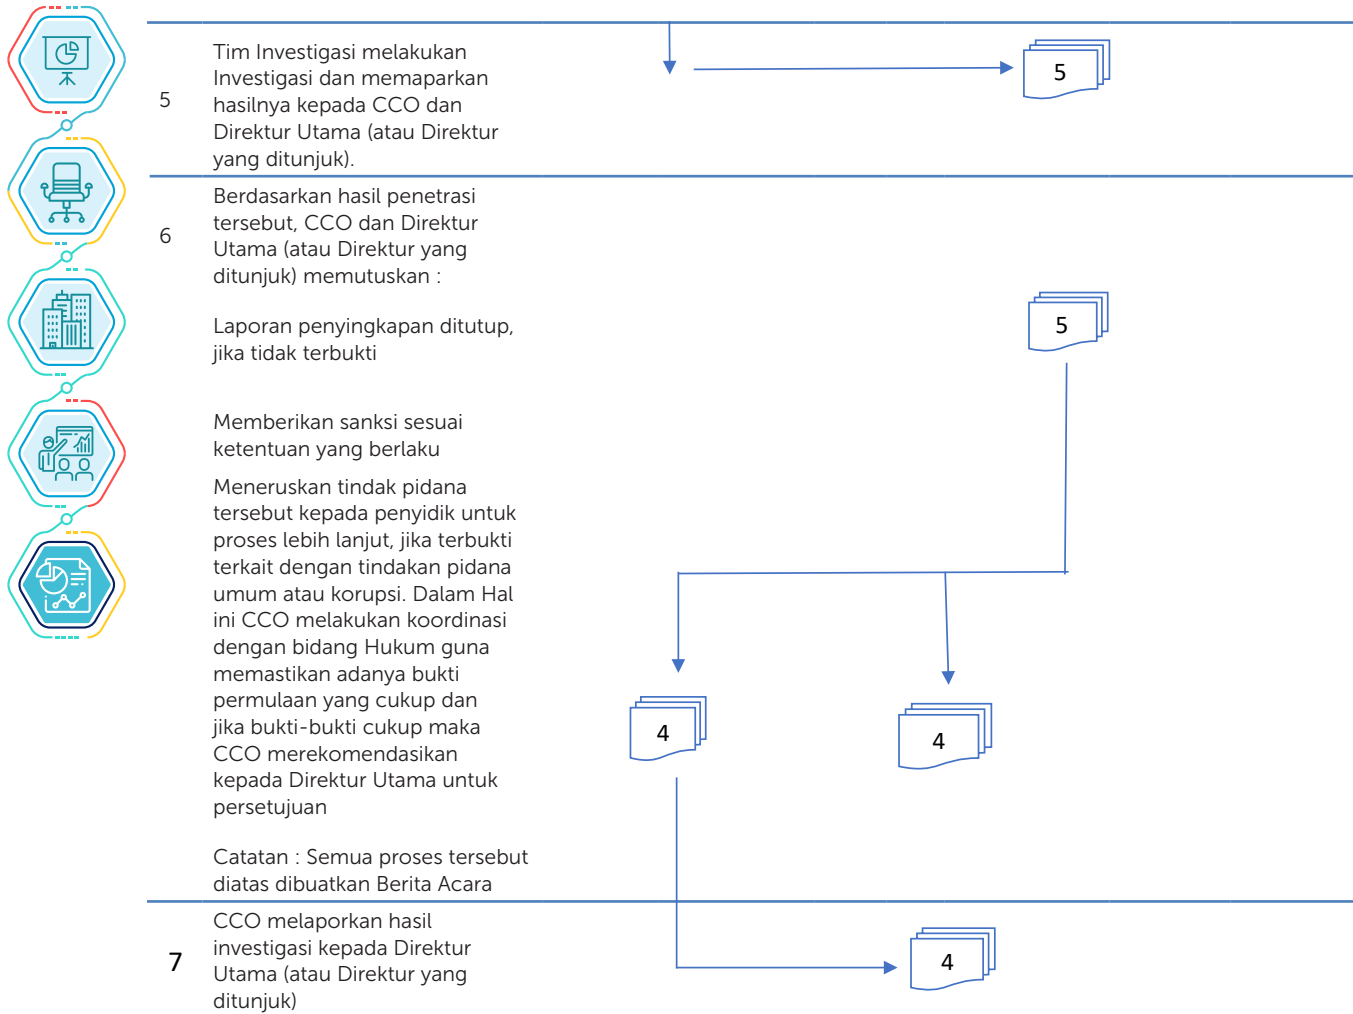 5
Tim Investigasi melakukan
Investigasi dan memaparkan
hasilnya kepada CCO dan
Direktur Utama (atau Direktur
yang ditunjuk).
5
6
Berdasarkan hasil penetrasi
tersebut, CCO dan Direktur
Utama (atau Direktur yang
ditunjuk) memutuskan :
Laporan penyingkapan ditutup,
jika tidak terbukti
5
Memberikan sanksi sesuai
ketentuan yang berlaku
Meneruskan tindak pidana
tersebut kepada penyidik untuk
proses lebih lanjut, jika terbukti
terkait dengan tindakan pidana
umum atau korupsi. Dalam Hal
ini CCO melakukan koordinasi
dengan bidang Hukum guna
memastikan adanya bukti
permulaan yang cukup dan
jika bukti-bukti cukup maka
CCO merekomendasikan
kepada Direktur Utama untuk
persetujuan
4
4
Catatan : Semua proses tersebut
diatas dibuatkan Berita Acara
7
CCO melaporkan hasil
investigasi kepada Direktur
Utama (atau Direktur yang
ditunjuk)
4